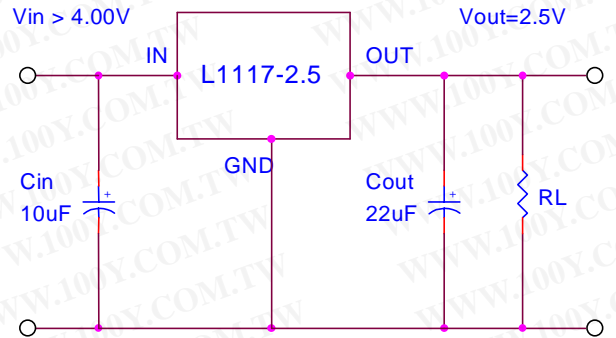 Vin > 4.00V
Vout=2.5V
IN
L1117-2.5
OUT
GND
Cin
10uF
+
Cout
22uF
+
RL
WWW.100Y.COM.TW